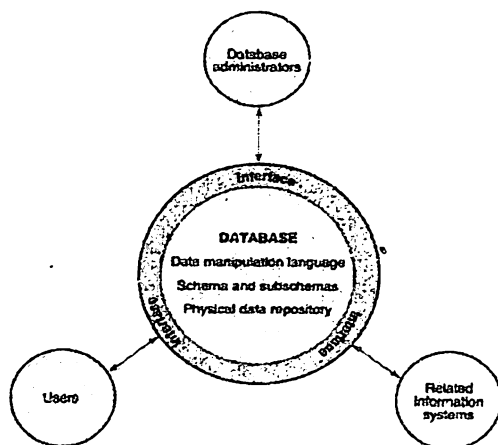 Database
administrators
Interface
DATABASE
Data manipulation language
Schema and subschemas
Physical data repository
Interface
Interface
Users
Related
information
systems